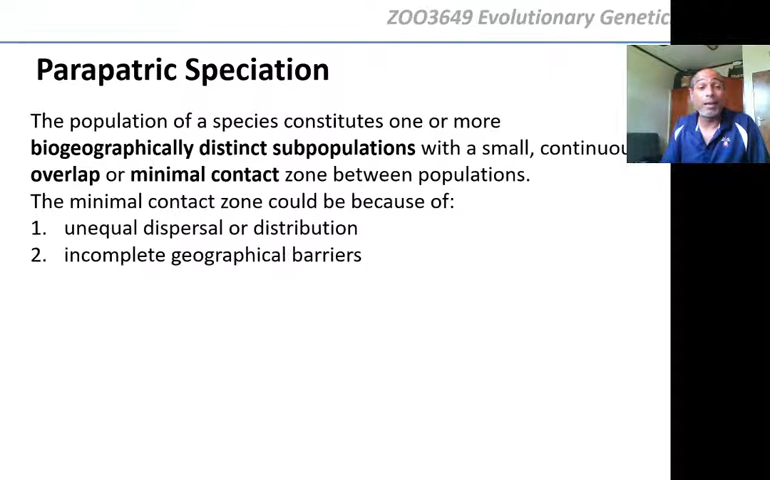 ZOO3649 Evolutionary Genetic
Parapatric Speciation
The population of a species constitutes one or more
biogeographically distinct subpopulations with a small, continuou
overlap or minimal contact zone between populations.
The minimal contact zone could be because of:
1. unequal dispersal or distribution
2. incomplete geographical barriers